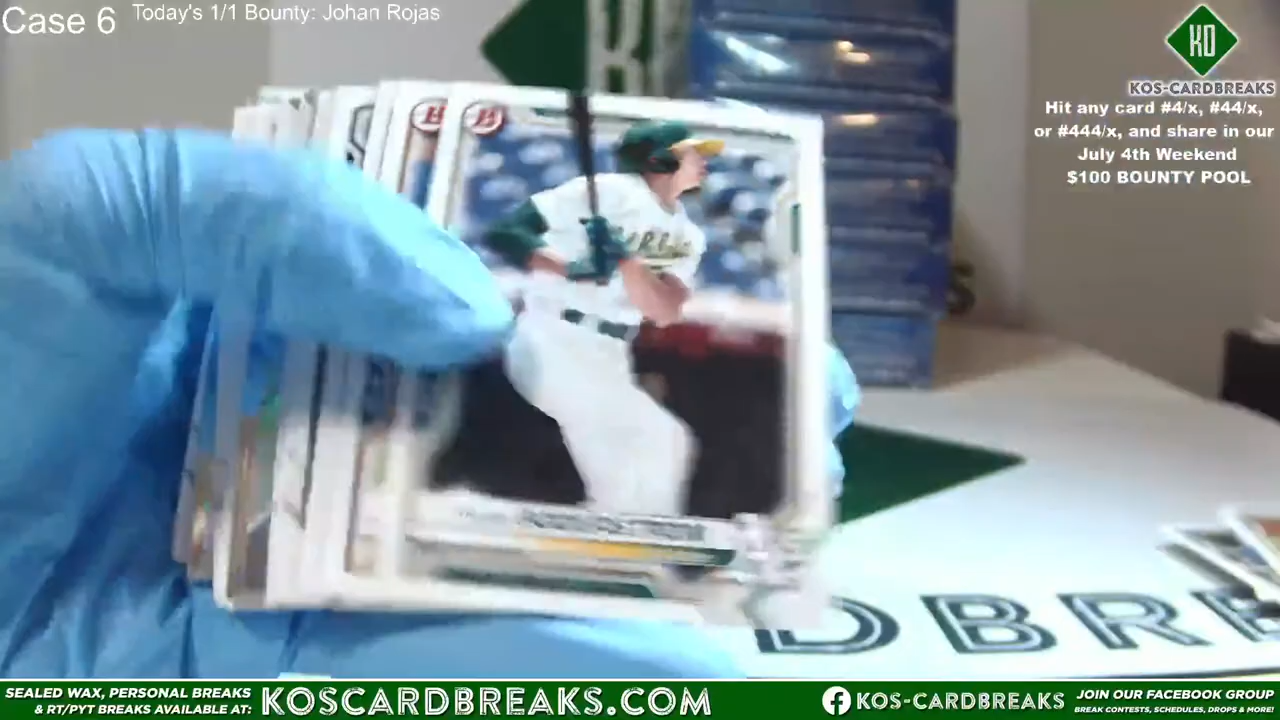 Case 6
Today's 1/1 Bounty: Johan Rojas
KO
KOS-CARDBREAKS
Hit any card #4/x, #44/x,
or #444/x, and share in our
July 4th Weekend
$100 BOUNTY POOL
B
B
DBRE
SEALED WAX, PERSONAL BREAKS
& RT/PYT BREAKS AVAILABLE AT:
KOSCARDBREAKS.COM
KOS-CARDBREAKS
JOIN OUR FACEBOOK GROUP
BREAK CONTESTS, SCHEDULES, DROPS & MORE!